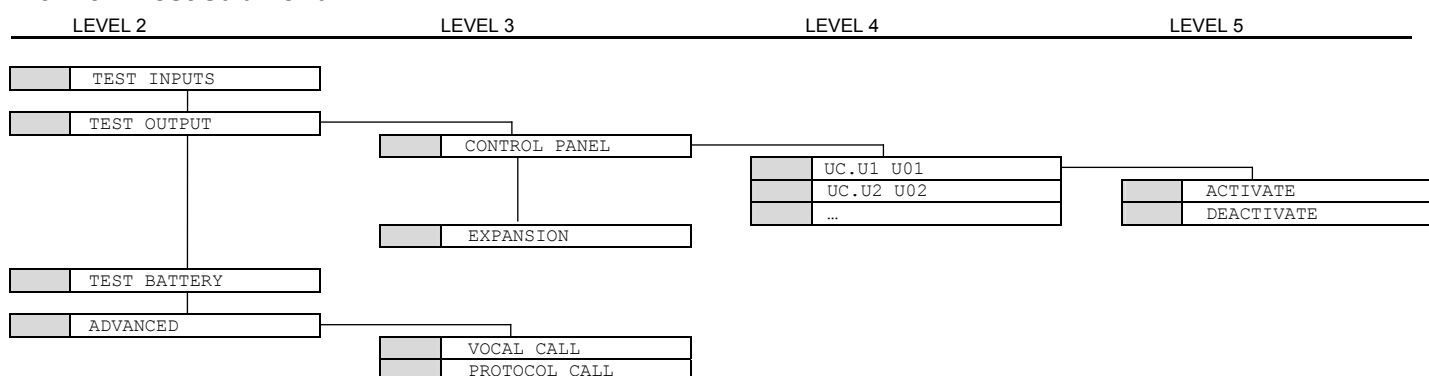 LEVEL 2 LEVEL 3 LEVEL 4 LEVEL 5
TEST INPUTS
TEST OUTPUT
CONTROL PANEL
UC.U1 U01
UC.U2 U02
ACTIVATE
…
DEACTIVATE
EXPANSION
TEST BATTERY
ADVANCED
VOCAL CALL
PROTOCOL CALL